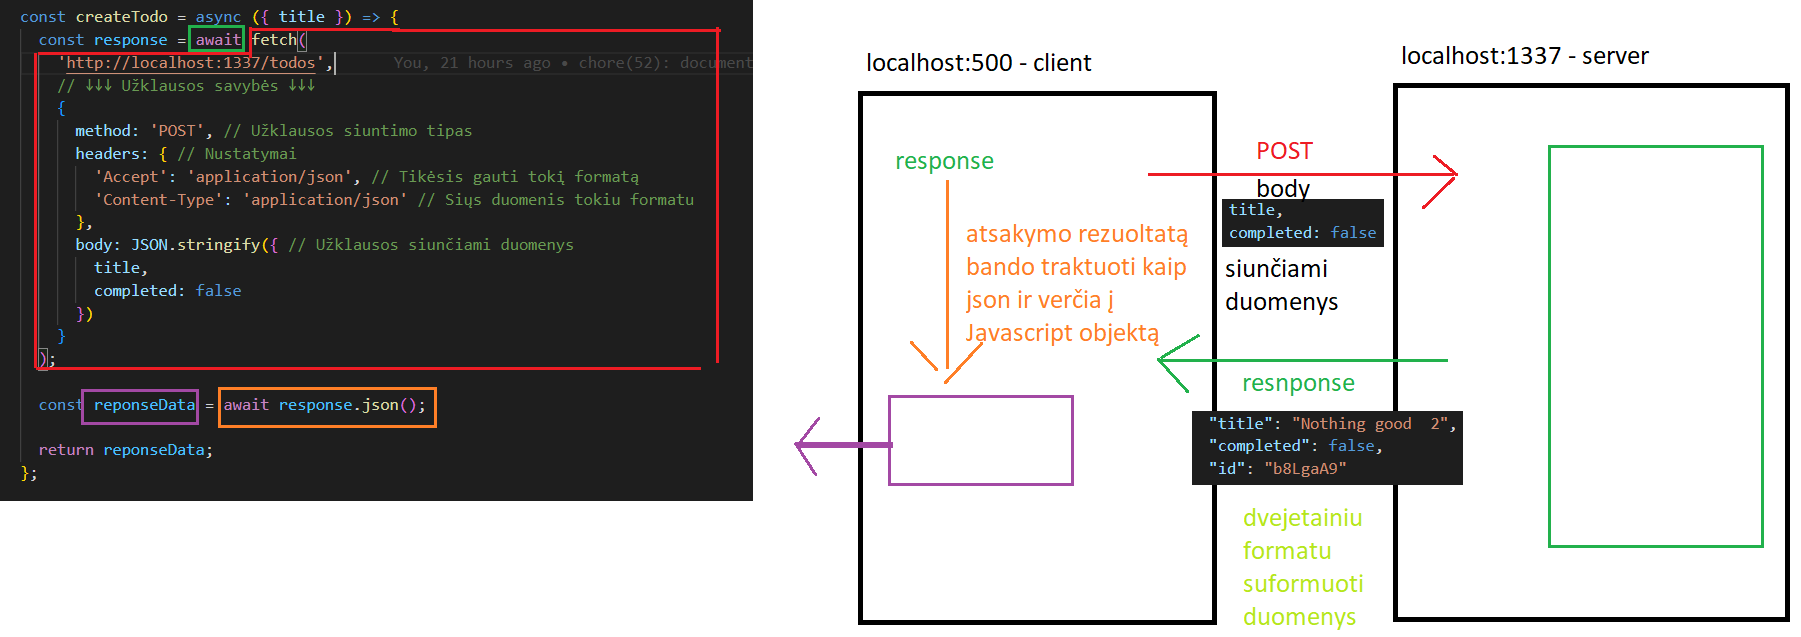 const createTodo = async ({ title }) => {
const response = await fetch(
'http://localhost:1337/todos', You, 21 hours ago • chore(52): document
// ↓↓↓ Užklausos savybės ↓↓↓
{
method: 'POST', // Užklausos siuntimo tipas
headers: { // Nustatymai
'Accept': 'application/json', // Tikėsis gauti tokį formatą
'Content-Type': 'application/json' // Siųs duomenis tokiu formatu
},
body: JSON.stringify({ // Užklausos siunčiami duomenys
title,
completed: false
})
}
);
const reponseData = await response.json();
return reponseData;
};
localhost:500 - client
response
atsakymo rezuoltatą
bando traktuoti kaip
json ir verčia į
Javascript objektą
POST
body
title,
completed: false
siunčiami
duomenys
resnponse
"title": "Nothing good  2",
"completed": false,
"id": "b8LgaA9"
dvejetainiu
formatu
suformuoti
duomenys
localhost:1337 - server